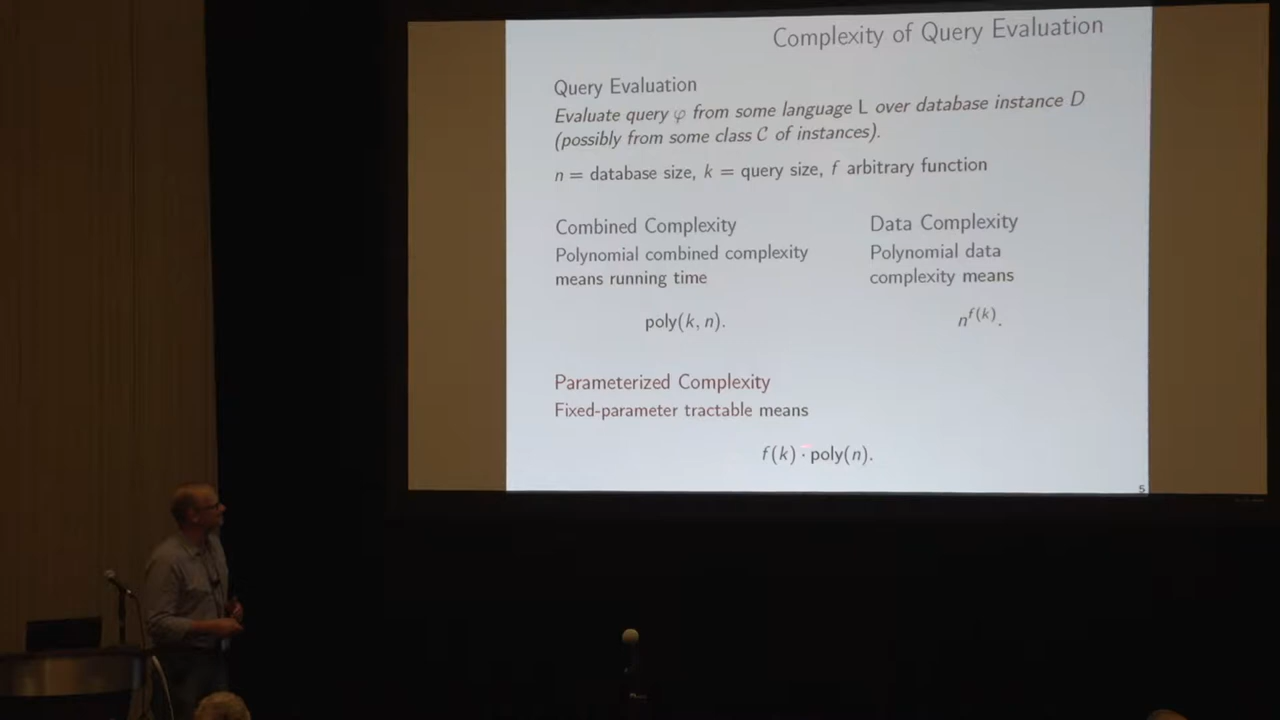 Complexity of Query Evaluation
Query Evaluation
Evaluate query φ from some language L over database instance D
(possibly from some class C of instances).
n = database size, k = query size, f arbitrary function
Combined Complexity
Polynomial combined complexity
means running time
poly(k, n).
Data Complexity
Polynomial data
complexity means
n^{f(k)}.
Parameterized Complexity
Fixed-parameter tractable means
f(k) · poly(n).
5